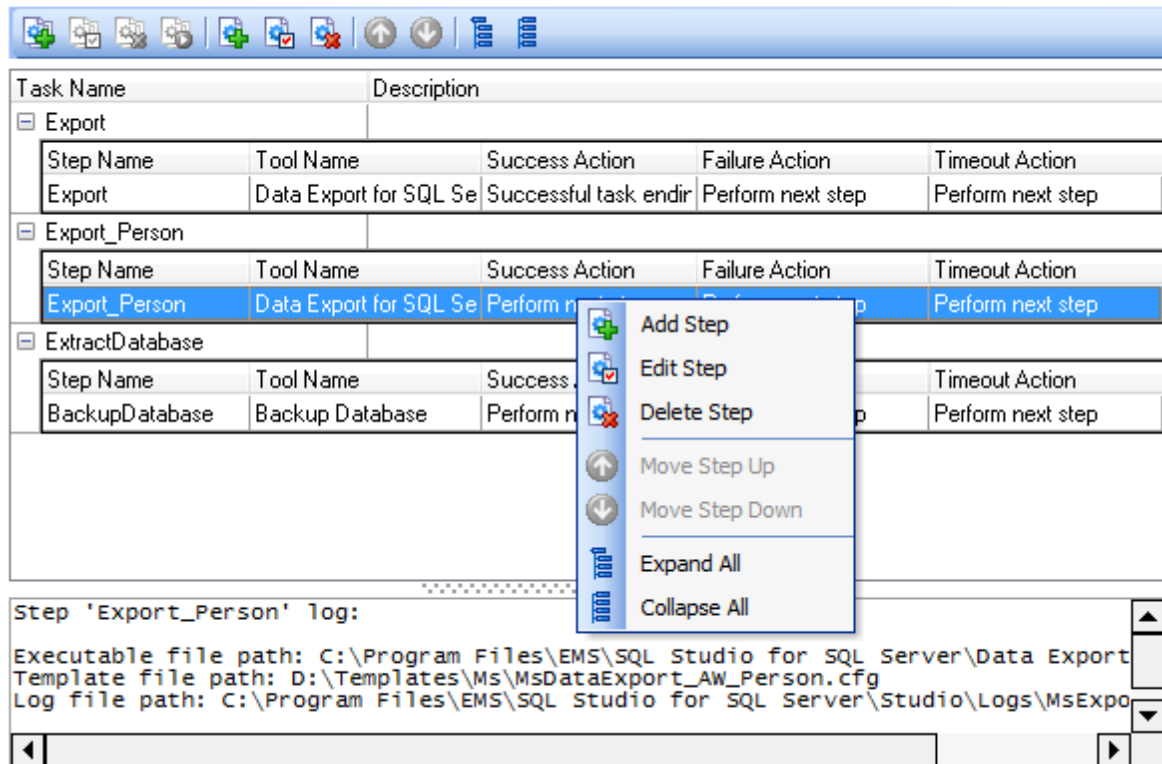 Task Name Description
Export
Step Name Tool Name Success Action Failure Action Timeout Action
Export Data Export for SQL Se Successful task endin Perform next step Perform next step
Export_Person
Step Name Tool Name Success Action Failure Action Timeout Action
Export_Person Data Export for SQL Se Perform n p Perform next step
Add Step
ExtractDatabase
Edit Step
Step Name Tool Name Success Timeout Action
BackupDatabase Backup Database Perform n p Perform next step
Delete Step
Move Step Up
Move Step Down
Expand All
Collapse All
Step 'Export_Person' log:
Executable file path: C:\Program Files\EMS\SQL Studio for SQL Server\Data Export
Template file path: D:\Templates\Ms\MsDataExport_AW_Person.cfg
Log file path: C:\Program Files\EMS\SQL Studio for SQL Server\Studio\Logs\MsExpo